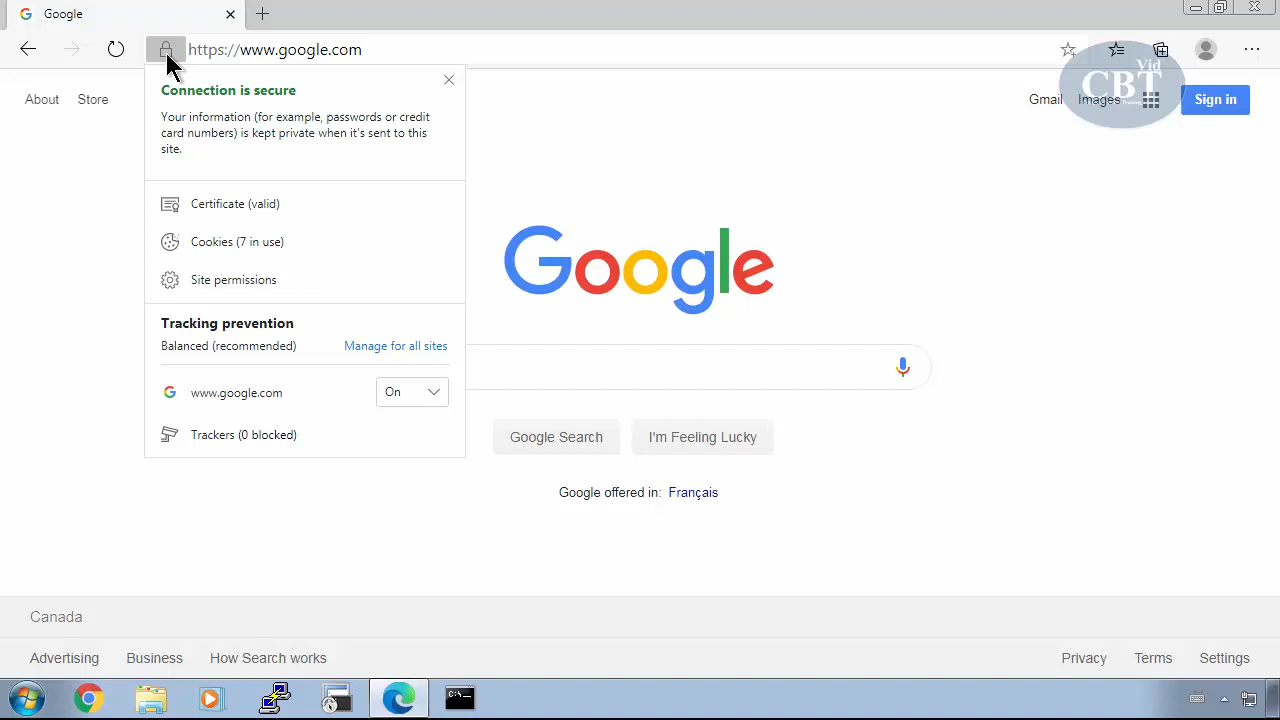 Google
https://www.google.com
Connection is secure
Your information (for example, passwords or credit
card numbers) is kept private when it's sent to this
site.
Certificate (valid)
Cookies (7 in use)
Site permissions
Tracking prevention
Balanced (recommended)
Manage for all sites
www.google.com
On
Trackers (0 blocked)
About
Store
Gmail
Images
Sign in
Vid
CBT
Training
Google
Google Search
I'm Feeling Lucky
Google offered in: Français
Canada
Advertising
Business
How Search works
Privacy
Terms
Settings